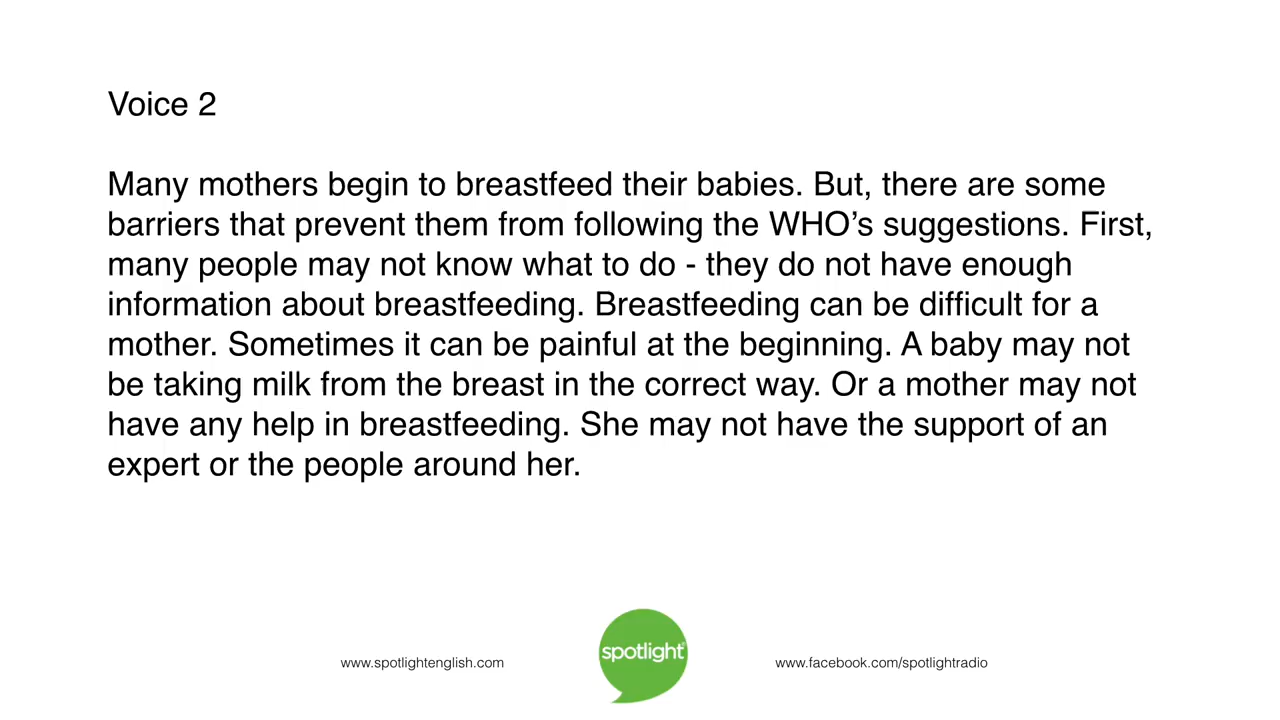 Voice 2
Many mothers begin to breastfeed their babies. But, there are some
barriers that prevent them from following the WHO’s suggestions. First,
many people may not know what to do - they do not have enough
information about breastfeeding. Breastfeeding can be difficult for a
mother. Sometimes it can be painful at the beginning. A baby may not
be taking milk from the breast in the correct way. Or a mother may not
have any help in breastfeeding. She may not have the support of an
expert or the people around her.
www.spotlightenglish.com
spotlight®
www.facebook.com/spotlightradio